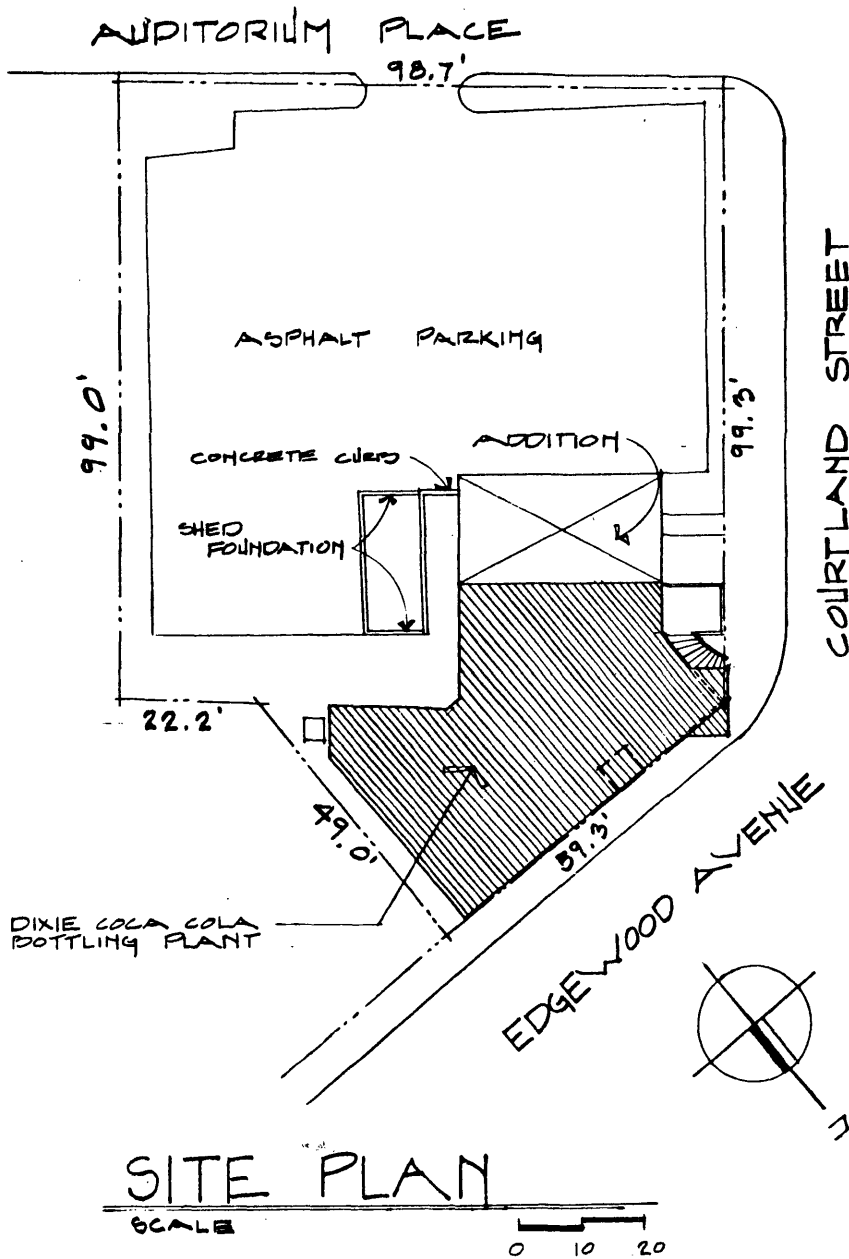 AUDITORIUM PLACE
98.7'
COURTLAND STREET
ASPHALT PARKING
99.0'
99.3'
ADDITION
CONCRETE CURB
SHED
FOUNDATION
22.2'
49.0'
59.3'
DIXIE COCA COLA
BOTTLING PLANT
EDGEWOOD AVENUE
SITE PLAN
SCALE
0 10 20